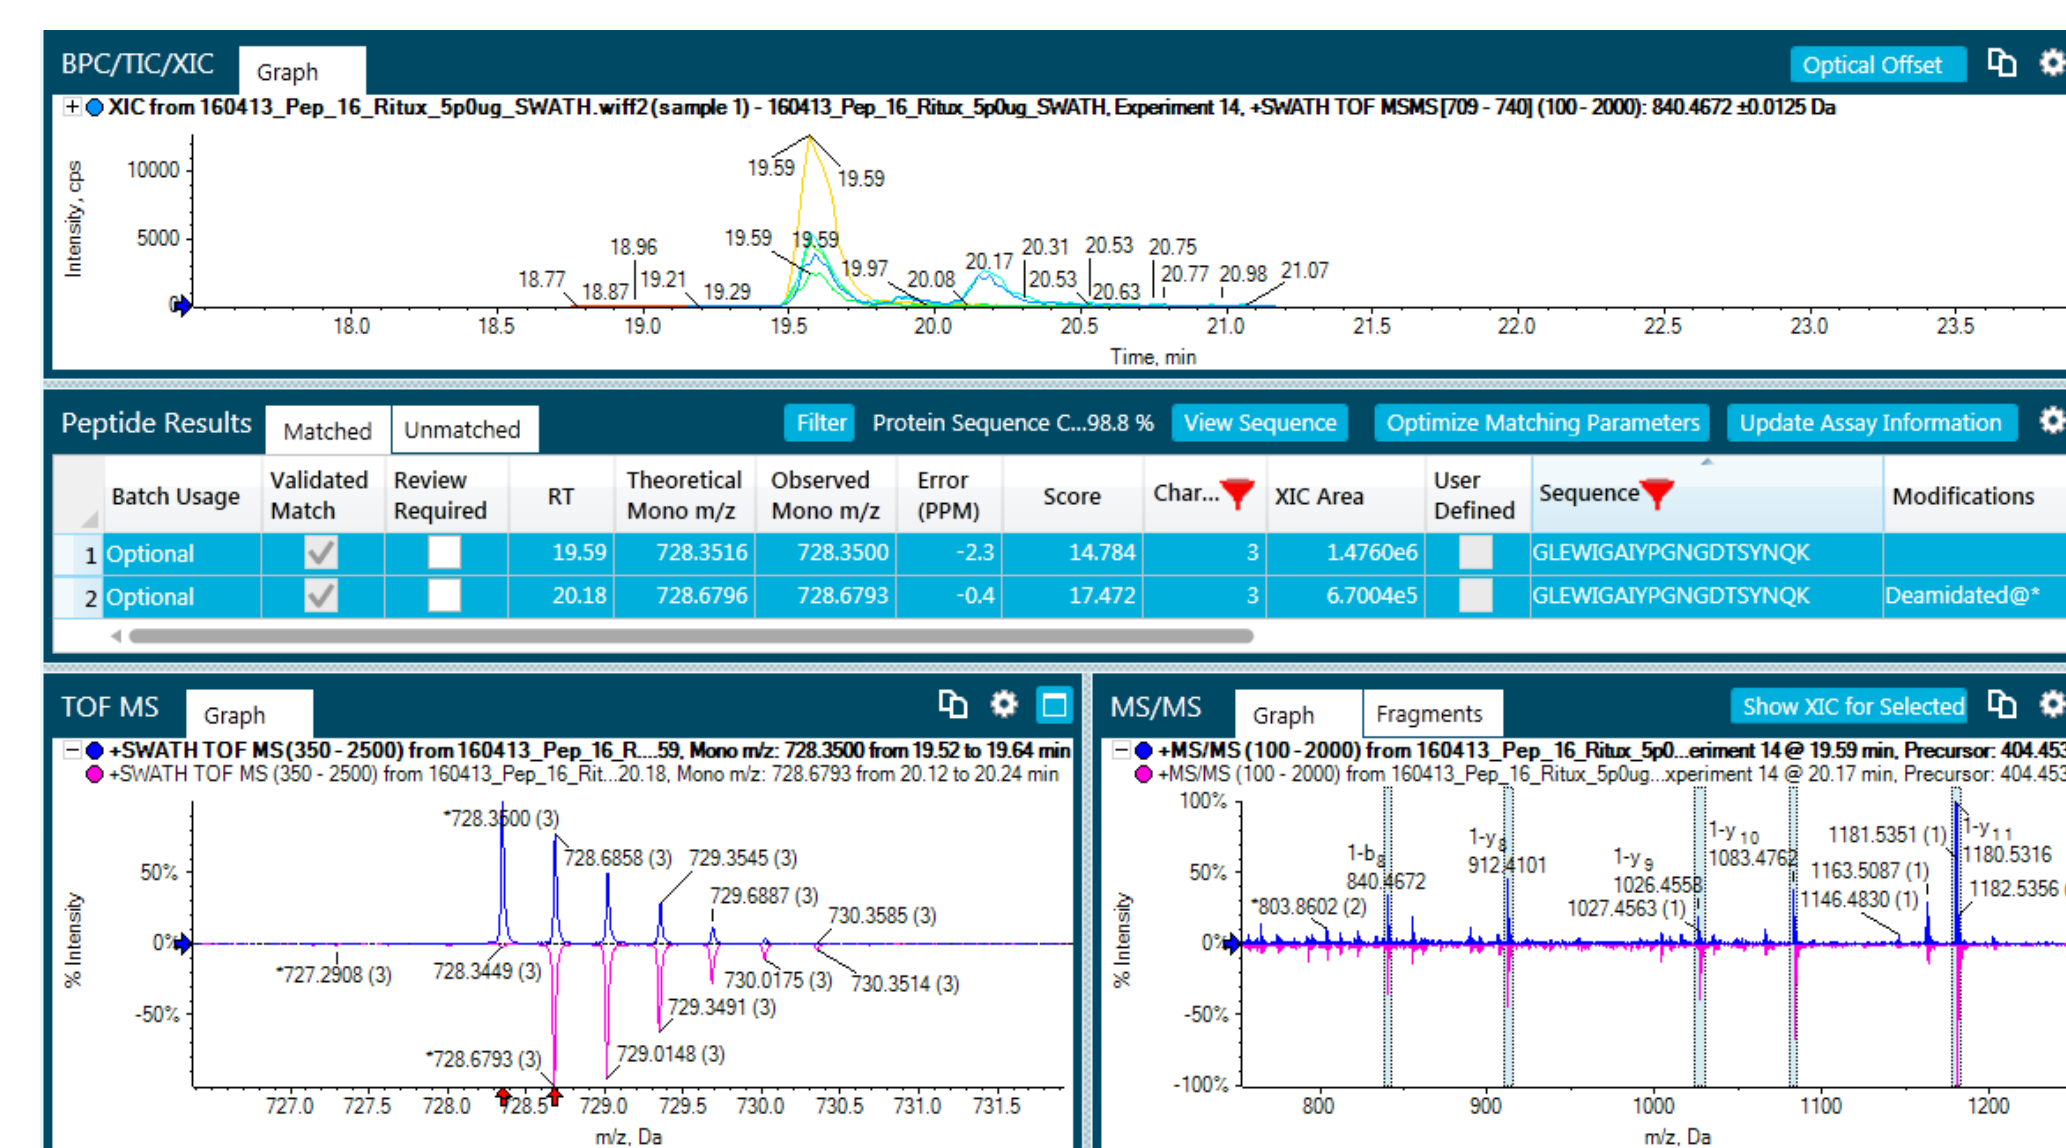 BPC/TIC/XIC Graph Optical Offset
XIC from 160413_Pep_16_Ritux_5p0ug_SWATH.wiff2 (sample 1) - 160413_Pep_16_Ritux_5p0ug_SWATH, Experiment 14, +SWATH TOF MSMS [709 - 740] (100 - 2000): 840.4672 ±0.0125 Da
Intensity, cps
10000
5000
0
19.59
19.59
19.59
19.59
18.96
18.77
18.87
19.21
19.29
19.97
20.08
20.17
20.31
20.53
20.53
20.63
20.75
20.77
20.98
21.07
18.0 18.5 19.0 19.5 20.0 20.5 21.0 21.5 22.0 22.5 23.0 23.5
Time, min
Peptide Results Matched Unmatched Filter Protein Sequence C...98.8 % View Sequence Optimize Matching Parameters Update Assay Information
Batch Usage Validated Match Review Required RT Theoretical Mono m/z Observed Mono m/z Error (PPM) Score Char... XIC Area User Defined Sequence Modifications
1 Optional 19.59 728.3516 728.3500 -2.3 14.784 3 1.4760e6 GLEWIGAIYPGNGDTSYNQK
2 Optional 20.18 728.6796 728.6793 -0.4 17.472 3 6.7004e5 GLEWIGAIYPGNGDTSYNQK Deamidated@*
TOF MS Graph
+SWATH TOF MS (350 - 2500) from 160413_Pep_16_R....59, Mono m/z: 728.3500 from 19.52 to 19.64 min
+SWATH TOF MS (350 - 2500) from 160413_Pep_16_Rit...20.18, Mono m/z: 728.6793 from 20.12 to 20.24 min
% Intensity
50%
0%
-50%
*728.3500 (3)
728.6858 (3)
729.3545 (3)
729.6887 (3)
730.3585 (3)
*727.2908 (3)
728.3449 (3)
730.0175 (3)
730.3514 (3)
729.3491 (3)
729.0148 (3)
*728.6793 (3)
727.0 727.5 728.0 728.5 729.0 729.5 730.0 730.5 731.0 731.5
m/z, Da
MS/MS Graph Fragments Show XIC for Selected
+MS/MS (100 - 2000) from 160413_Pep_16_Ritux_5p0...eriment 14 @ 19.59 min, Precursor: 404.453
+MS/MS (100 - 2000) from 160413_Pep_16_Ritux_5p0ug...xperiment 14 @ 20.17 min, Precursor: 404.453
% Intensity
100%
50%
0%
-50%
-100%
1-b8
840.4672
*803.8602 (2)
1-y8
912.4101
1-y9
1026.4553
1027.4563 (1)
1-y10
1083.4762
1181.5351 (1)
1163.5087 (1)
1146.4830 (1)
1-y11
1180.5316
1182.5356
800 900 1000 1100 1200
m/z, Da